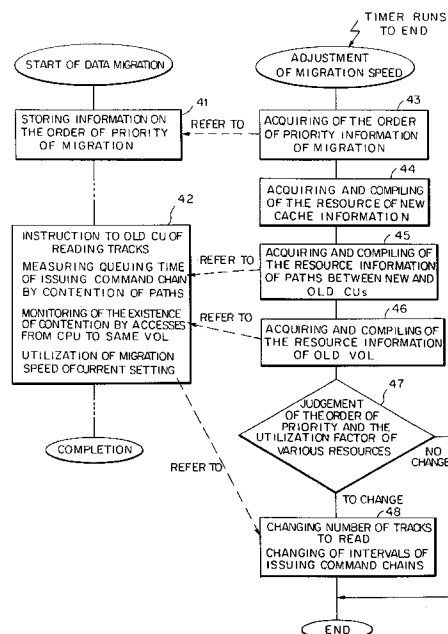 TIMER RUNS
TO END
START OF DATA MIGRATION
ADJUSTMENT
OF MIGRATION SPEED
41
STORING INFORMATION ON
THE ORDER OF PRIORITY
OF MIGRATION
REFER TO
43
ACQUIRING OF THE ORDER
OF PRIORITY INFORMATION
OF MIGRATION
44
ACQUIRING AND COMPILING
OF THE RESOURCE OF NEW
CACHE INFORMATION
42
INSTRUCTION TO OLD CU OF
READING TRACKS
MEASURING QUEUING TIME
OF ISSUING COMMAND CHAIN
BY CONTENTION OF PATHS
MONITORING OF THE EXISTENCE
OF CONTENTION BY ACCESSES
FROM CPU TO SAME VOL
UTILIZATION OF MIGRATION
SPEED OF CURRENT SETTING
REFER TO
45
ACQUIRING AND COMPILING OF
THE RESOURCE INFORMATION
OF PATHS BETWEEN NEW
AND OLD CUs
REFER TO
46
ACQUIRING AND COMPILING OF
THE RESOURCE INFORMATION
OF OLD VOL
47
JUDGEMENT
OF THE ORDER OF
PRIORITY AND THE
UTILIZATION FACTOR OF
VARIOUS RESOURCES
NO
CHANGE
COMPLETION
REFER TO
TO CHANGE
48
CHANGING NUMBER OF TRACKS
TO READ
CHANGING OF INTERVALS OF
ISSUING COMMAND CHAINS
END